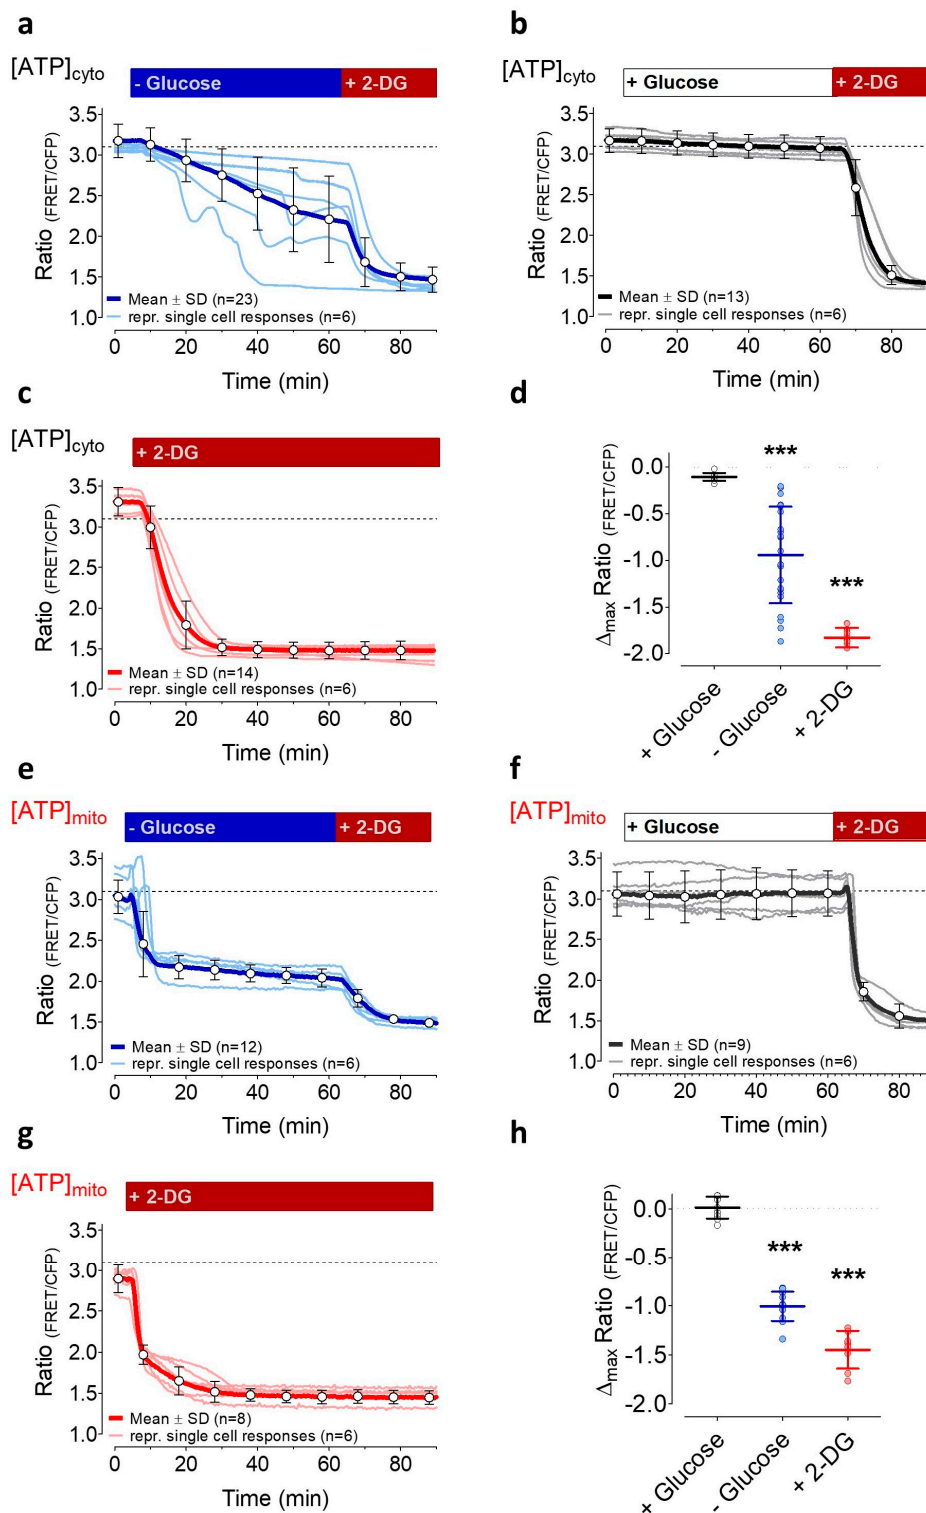 a
[ATP]cyto
- Glucose
+ 2-DG
3.5
3.0
2.5
2.0
1.5
1.0
Ratio (FRET/CFP)
Mean ± SD (n=23)
repr. single cell responses (n=6)
0 20 40 60 80
Time (min)
b
[ATP]cyto
+ Glucose
+ 2-DG
3.5
3.0
2.5
2.0
1.5
1.0
Ratio (FRET/CFP)
Mean ± SD (n=13)
repr. single cell responses (n=6)
0 20 40 60 80
Time (min)
c
[ATP]cyto
+ 2-DG
3.5
3.0
2.5
2.0
1.5
1.0
Ratio (FRET/CFP)
Mean ± SD (n=14)
repr. single cell responses (n=6)
0 20 40 60 80
Time (min)
d
0.0
-0.5
-1.0
-1.5
-2.0
Δmax Ratio (FRET/CFP)
***
***
+ Glucose
- Glucose
+ 2-DG
e
[ATP]mito
- Glucose
+ 2-DG
3.5
3.0
2.5
2.0
1.5
1.0
Ratio (FRET/CFP)
Mean ± SD (n=12)
repr. single cell responses (n=6)
0 20 40 60 80
Time (min)
f
[ATP]mito
+ Glucose
+ 2-DG
3.5
3.0
2.5
2.0
1.5
1.0
Ratio (FRET/CFP)
Mean ± SD (n=9)
repr. single cell responses (n=6)
0 20 40 60 80
Time (min)
g
[ATP]mito
+ 2-DG
3.5
3.0
2.5
2.0
1.5
1.0
Ratio (FRET/CFP)
Mean ± SD (n=8)
repr. single cell responses (n=6)
0 20 40 60 80
Time (min)
h
0.0
-0.5
-1.0
-1.5
-2.0
Δmax Ratio (FRET/CFP)
***
***
+ Glucose
- Glucose
+ 2-DG